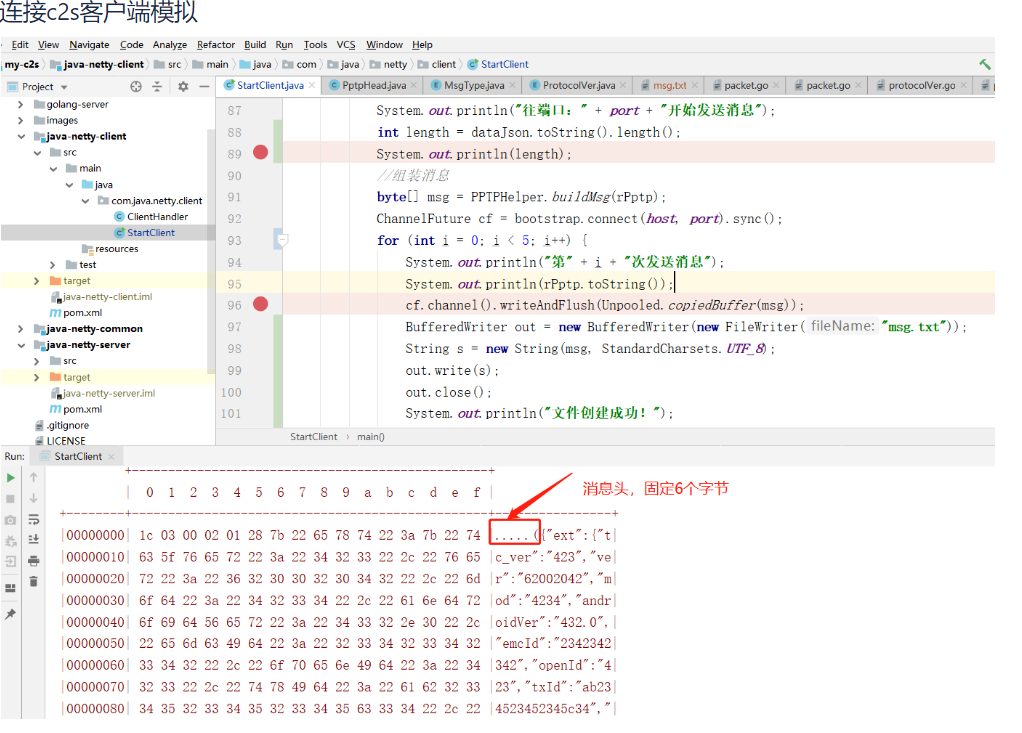 连接c2s客户端模拟
Edit View Navigate Code Analyze Refactor Build Run Tools VCS Window Help
my-c2s java-netty-client src main java com java netty client StartClient
Project
StartClient.java PptpHead.java MsgType.java ProtocolVer.java msg.txt packet.go packet.go protocolVer.go
golang-server
images
java-netty-client
src
main
java
com.java.netty.client
ClientHandler
StartClient
resources
test
target
java-netty-client.iml
pom.xml
java-netty-common
java-netty-server
src
target
java-netty-server.iml
pom.xml
.gitignore
LICENSE
87 System.out.println("往端口：" + port + "开始发送消息");
88 int length = dataJson.toString().length();
89 System.out.println(length);
90 //组装消息
91 byte[] msg = PPTPHelper.buildMsg(rPptp);
92 ChannelFuture cf = bootstrap.connect(host, port).sync();
93 for (int i = 0; i < 5; i++) {
94 System.out.println("第" + i + "次发送消息");
95 System.out.println(rPptp.toString());
96 cf.channel().writeAndFlush(Unpooled.copiedBuffer(msg));
97 BufferedWriter out = new BufferedWriter(new FileWriter( fileName: "msg.txt"));
98 String s = new String(msg, StandardCharsets.UTF_8);
99 out.write(s);
100 out.close();
101 System.out.println("文件创建成功！");
StartClient › main()
Run: StartClient
+-------------------------------------------------+
| 0 1 2 3 4 5 6 7 8 9 a b c d e f |
消息头，固定6个字节
+--------+-------------------------------------------------+----------------+
|00000000| 1c 03 00 02 01 28 7b 22 65 78 74 22 3a 7b 22 74 |.....({"ext":{"t|
|00000010| 63 5f 76 65 72 22 3a 22 34 32 33 22 2c 22 76 65 |c_ver":"423","ve|
|00000020| 72 22 3a 22 36 32 30 30 32 30 34 32 22 2c 22 6d |r":"62002042","m|
|00000030| 6f 64 22 3a 22 34 32 33 34 22 2c 22 61 6e 64 72 |od":"4234","andr|
|00000040| 6f 69 64 56 65 72 22 3a 22 34 33 32 2e 30 22 2c |oidVer":"432.0",|
|00000050| 22 65 6d 63 49 64 22 3a 22 32 33 34 32 33 34 32 |"emcId":"2342342|
|00000060| 33 34 32 22 2c 22 6f 70 65 6e 49 64 22 3a 22 34 |342","openId":"4|
|00000070| 32 33 22 2c 22 74 78 49 64 22 3a 22 61 62 32 33 |23","txId":"ab23|
|00000080| 34 35 32 33 34 35 32 33 34 35 63 33 34 22 2c 22 |4523452345c34","|